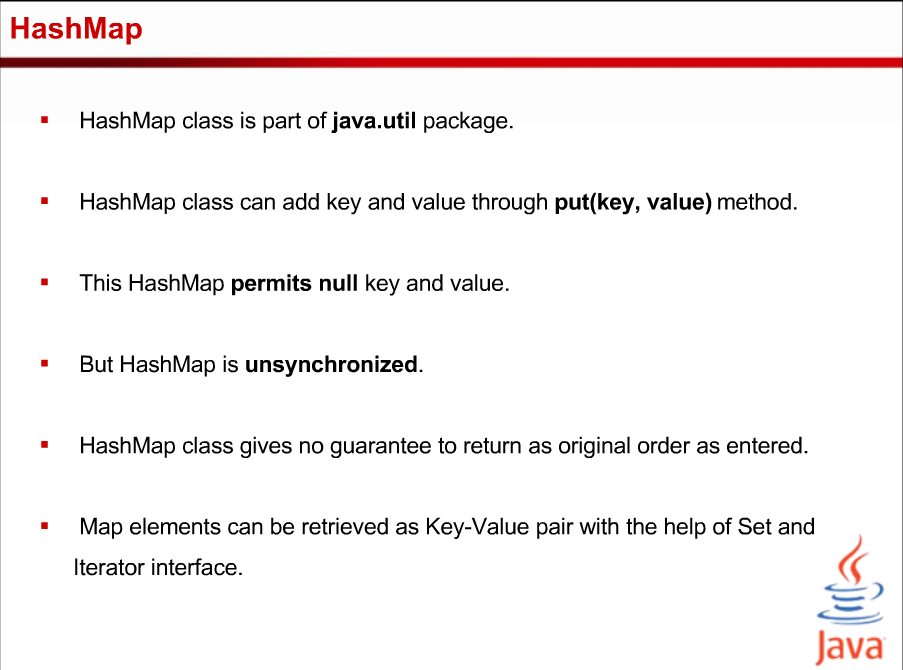 HashMap
HashMap class is part of java.util package.
HashMap class can add key and value through put(key, value) method.
This HashMap permits null key and value.
But HashMap is unsynchronized.
HashMap class gives no guarantee to return as original order as entered.
Map elements can be retrieved as Key-Value pair with the help of Set and
Iterator interface.
Java